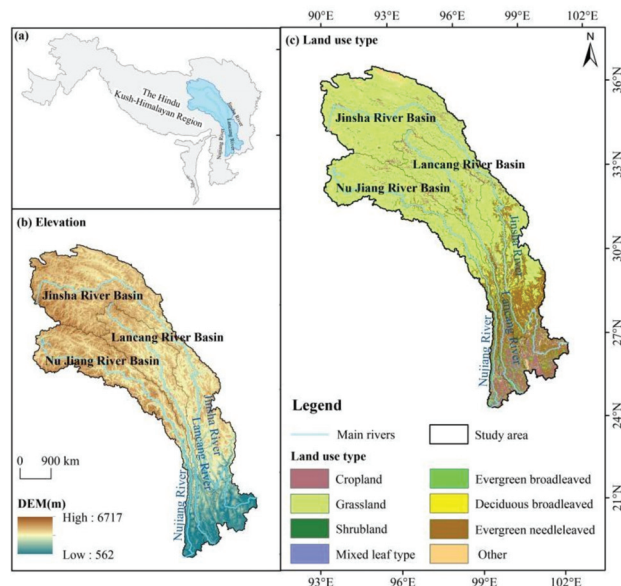 90°E 93°E 96°E 99°E 102°E
(a)
The Hindu
Kush-Himalayan Region
Jinsha River
Lancang River
Nujiang River
(b) Elevation
Jinsha River Basin
Lancang River Basin
Nu Jiang River Basin
Jinsha River
Lancang River
Nujiang River
0 900 km
DEM(m)
High : 6717
Low : 562
(c) Land use type
N
Jinsha River Basin
Lancang River Basin
Nu Jiang River Basin
Jinsha River
Lancang River
Nujiang River
36°N
33°N
30°N
27°N
24°N
21°N
Legend
Main rivers
Study area
Land use type
Cropland
Evergreen broadleaved
Grassland
Deciduous broadleaved
Shrubland
Evergreen needleleaved
Mixed leaf type
Other
93°E 96°E 99°E 102°E